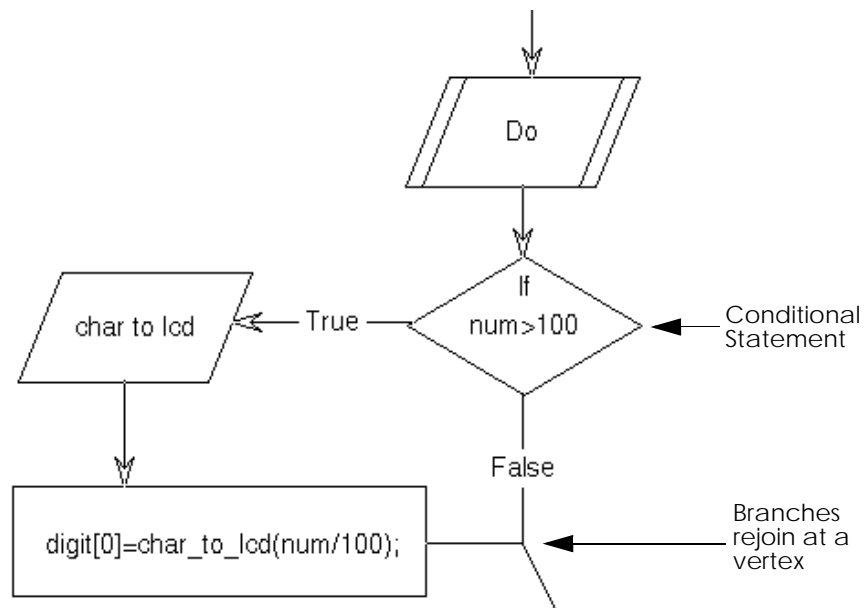 Do
If
num>100
True
char to lcd
Conditional
Statement
False
digit[0]=char_to_lcd(num/100);
Branches
rejoin at a
vertex